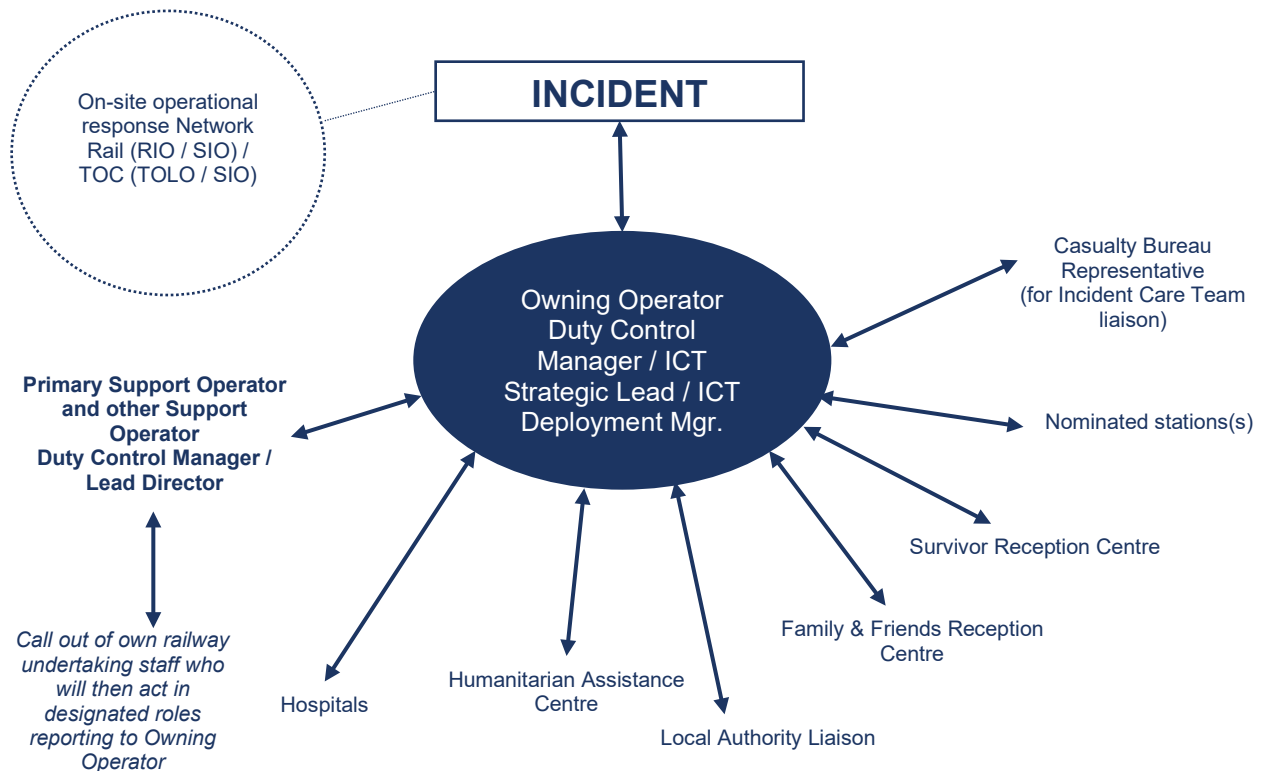 On-site operational
response Network
Rail (RIO / SIO) /
TOC (TOLO / SIO)
INCIDENT
Owning Operator
Duty Control
Manager / ICT
Strategic Lead / ICT
Deployment Mgr.
Casualty Bureau
Representative
(for Incident Care Team
liaison)
Primary Support Operator
and other Support
Operator
Duty Control Manager /
Lead Director
Nominated stations(s)
Survivor Reception Centre
Family & Friends Reception
Centre
Call out of own railway
undertaking staff who
will then act in
designated roles
reporting to Owning
Operator
Hospitals
Humanitarian Assistance
Centre
Local Authority Liaison